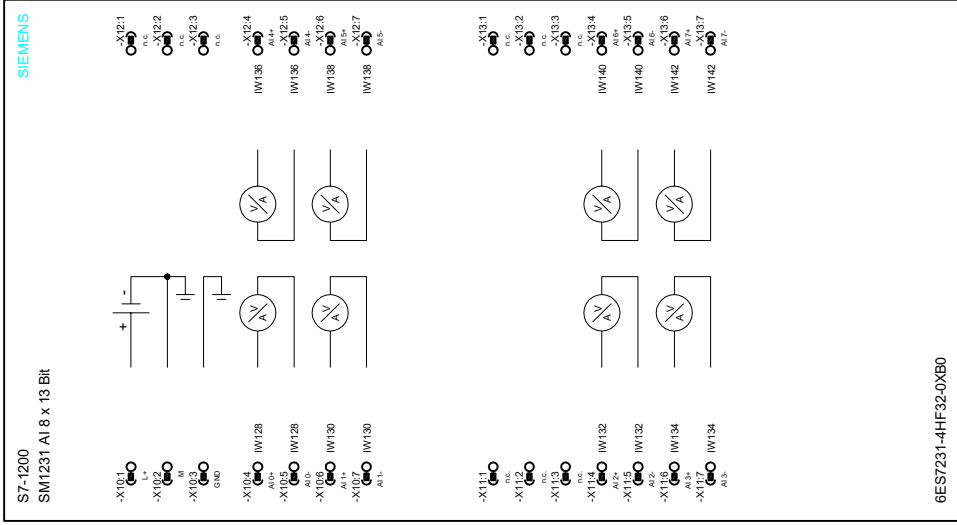 S7-1200
SM1231 AI 8 x 13 Bit
SIEMENS
-X10:1
L+
-X10:2
M
-X10:3
GND
-X10:4
AI 0+
IW128
-X10:5
AI 0-
IW128
-X10:6
AI 1+
IW130
-X10:7
AI 1-
IW130
-X12:1
n.c.
-X12:2
n.c.
-X12:3
n.c.
-X12:4
AI 4+
IW136
-X12:5
AI 4-
IW136
-X12:6
AI 5+
IW138
-X12:7
AI 5-
IW138
+ -
V
A
V
A
V
A
V
A
-X11:1
n.c.
-X11:2
n.c.
-X11:3
n.c.
-X11:4
AI 2+
IW132
-X11:5
AI 2-
IW132
-X11:6
AI 3+
IW134
-X11:7
AI 3-
IW134
-X13:1
n.c.
-X13:2
n.c.
-X13:3
n.c.
-X13:4
AI 6+
IW140
-X13:5
AI 6-
IW140
-X13:6
AI 7+
IW142
-X13:7
AI 7-
IW142
V
A
V
A
V
A
V
A
6ES7231-4HF32-0XB0